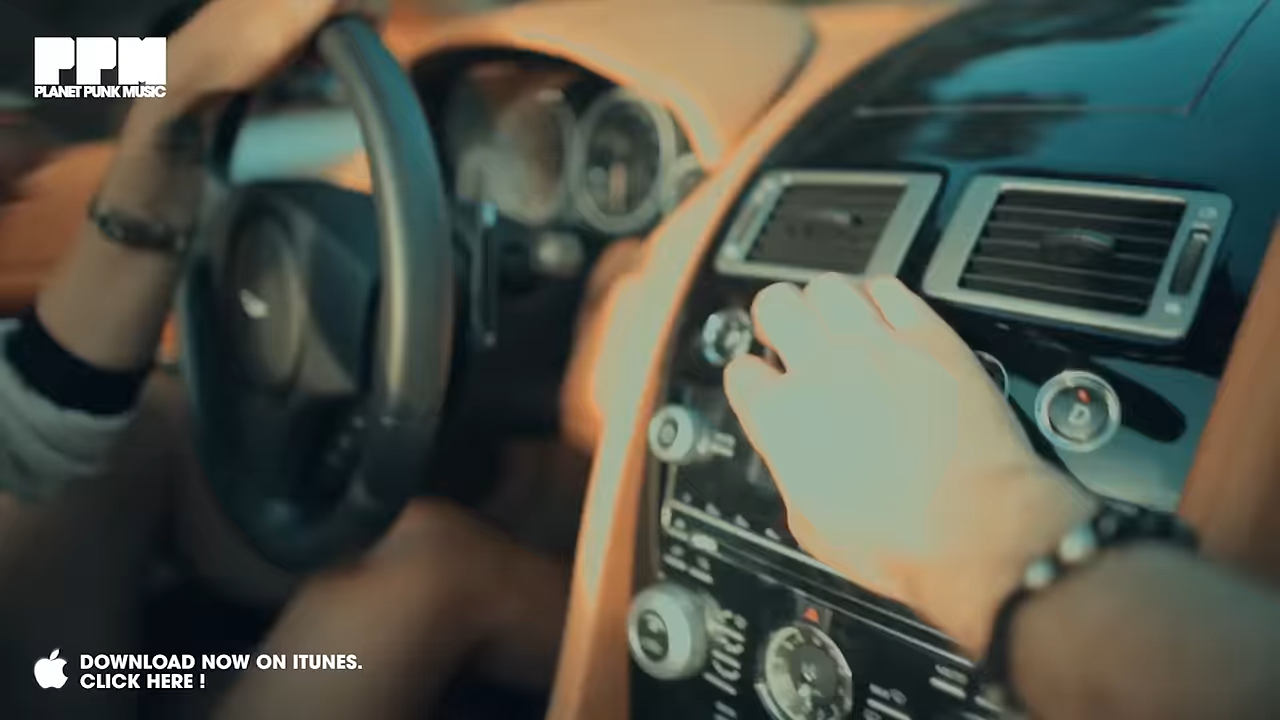 PPM
PLANET PUNK MUSIC
DOWNLOAD NOW ON ITUNES.
CLICK HERE !
D